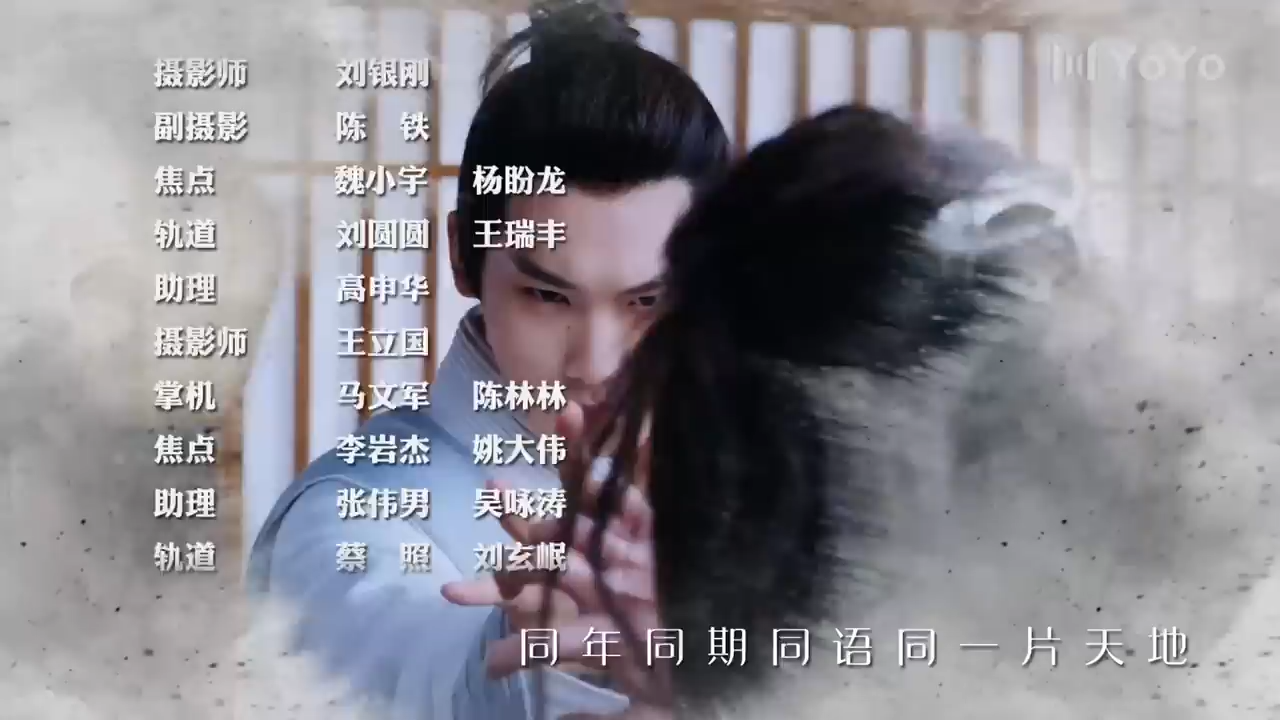 YoYo
摄影师 刘银刚
副摄影 陈 铁
焦点 魏小宇 杨盼龙
轨道 刘圆圆 王瑞丰
助理 高申华
摄影师 王立国
掌机 马文军 陈林林
焦点 李岩杰 姚大伟
助理 张伟男 吴咏涛
轨道 蔡 照 刘玄岷
同年同期同语同一片天地